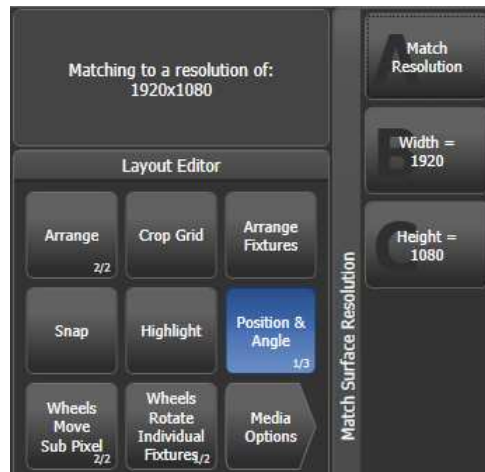 Matching to a resolution of:
1920x1080
Layout Editor
Arrange
2/2
Crop Grid
Arrange
Fixtures
Snap
Highlight
Position &
Angle
1/3
Wheels
Move
Sub Pixel
2/2
Wheels
Rotate
Individual
Fixtures
1/2
Media
Options
Match Surface Resolution
A
Match
Resolution
B
Width =
1920
C
Height =
1080